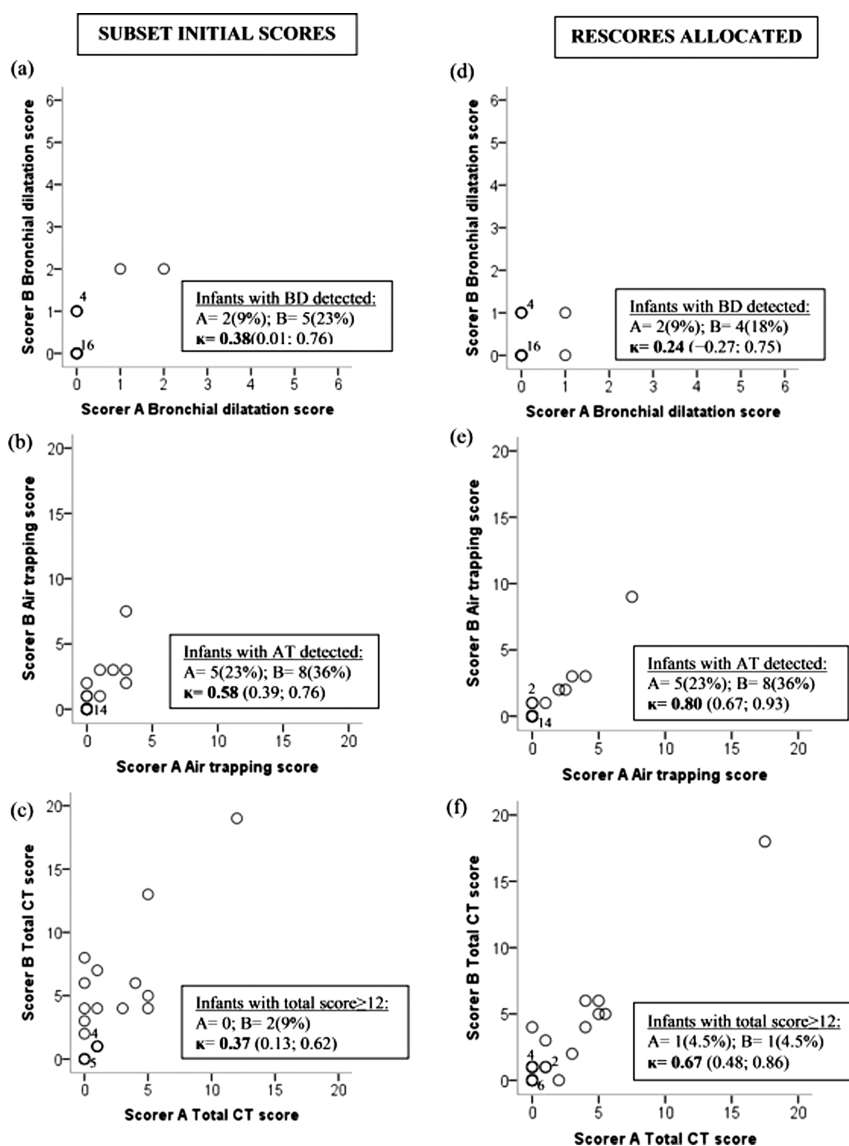 SUBSET INITIAL SCORES
RESCORES ALLOCATED
(a)
Scorer B Bronchial dilatation score
6
5
4
3
2
1
0
4
16
Infants with BD detected:
A= 2(9%); B= 5(23%)
κ= 0.38(0.01; 0.76)
0 1 2 3 4 5 6
Scorer A Bronchial dilatation score
(d)
Scorer B Bronchial dilatation score
6
5
4
3
2
1
0
4
16
Infants with BD detected:
A= 2(9%); B= 4(18%)
κ= 0.24 (−0.27; 0.75)
0 1 2 3 4 5 6
Scorer A Bronchial dilatation score
(b)
Scorer B Air trapping score
20
15
10
5
0
14
Infants with AT detected:
A= 5(23%); B= 8(36%)
κ= 0.58 (0.39; 0.76)
0 5 10 15 20
Scorer A Air trapping score
(e)
Scorer B Air trapping score
20
15
10
5
0
2
14
Infants with AT detected:
A= 5(23%); B= 8(36%)
κ= 0.80 (0.67; 0.93)
0 5 10 15 20
Scorer A Air trapping score
(c)
Scorer B Total CT score
20
15
10
5
0
4
5
Infants with total score≥12:
A= 0; B= 2(9%)
κ= 0.37 (0.13; 0.62)
0 5 10 15 20
Scorer A Total CT score
(f)
Scorer B Total CT score
20
15
10
5
0
4
2
6
Infants with total score≥12:
A= 1(4.5%); B= 1(4.5%)
κ= 0.67 (0.48; 0.86)
0 5 10 15 20
Scorer A Total CT score